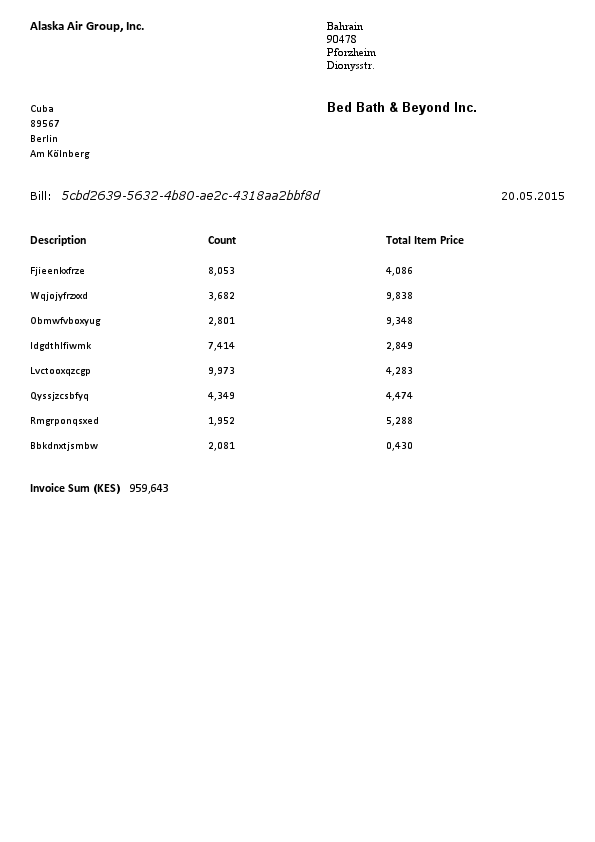 Alaska Air Group, Inc.
Bahrain
90478
Pforzheim
Dionysstr.
Cuba
89567
Berlin
Am Kölnberg
Bed Bath & Beyond Inc.
Bill: 5cbd2639-5632-4b80-ae2c-4318aa2bbf8d 20.05.2015
Description Count Total Item Price
Fjieenkxfrze 8,053 4,086
Wqjojyfrzxxd 3,682 9,838
Obmwfvboxyug 2,801 9,348
Idgdthlfiwmk 7,414 2,849
Lvctooxqzcgp 9,973 4,283
Qyssjzcsbfyq 4,349 4,474
Rmgrponqsxed 1,952 5,288
Bbkdnxtjsmbw 2,081 0,430
Invoice Sum (KES) 959,643